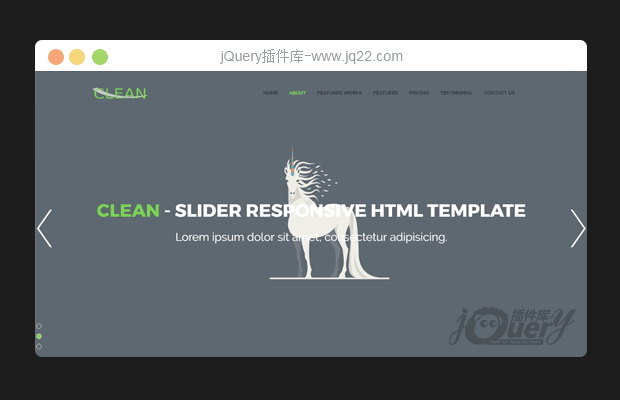 jQuery插件库-www.jq22.com
CLEAN
HOME ABOUT FEATURED WORKS FEATURES PRICING TESTIMONIAL CONTACT US
CLEAN - SLIDER RESPONSIVE HTML TEMPLATE
Lorem ipsum dolor sit amet, consectetur adipisicing.
jQuery 插件库